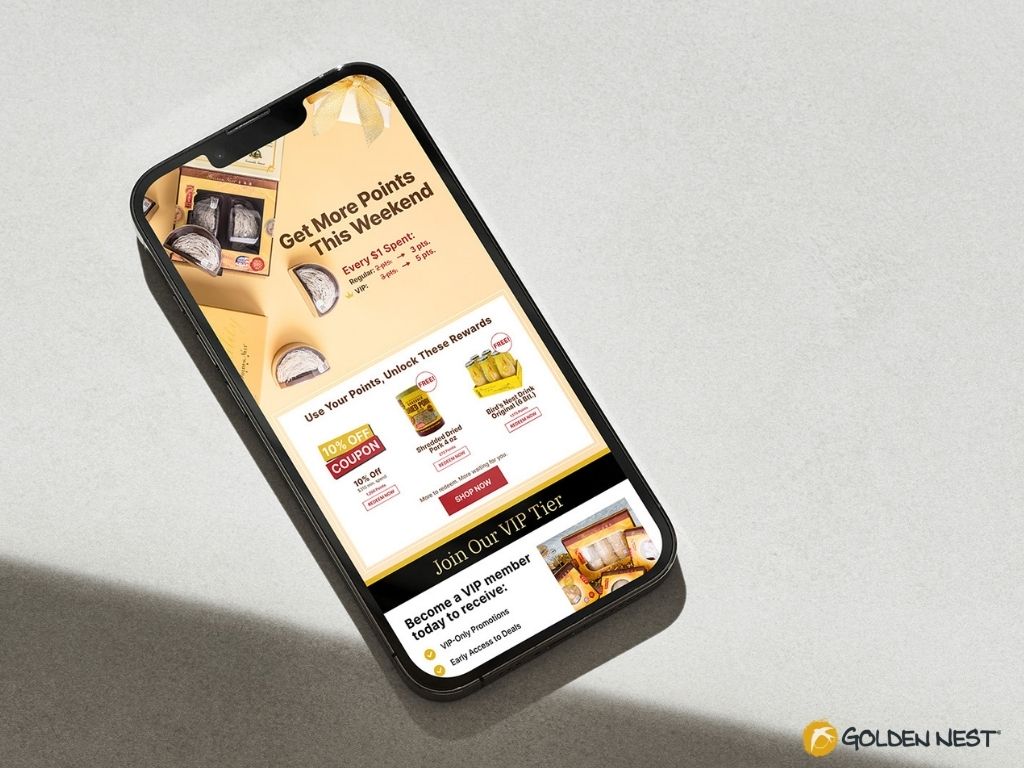 Get More Points
This Weekend
Every $1 Spent:
Regular: 2 pts. → 3 pts.
VIP: 3 pts. → 5 pts.
Use Your Points, Unlock These Rewards
FREE!
FREE!
10% OFF
COUPON
10% Off
REDEEM NOW
Shredded Dried
Pork 4 oz
REDEEM NOW
Bird's Nest Drink
Original (6 Btl.)
REDEEM NOW
More to redeem. More waiting for you.
SHOP NOW
Join Our VIP Tier
Become a VIP member
today to receive:
VIP-Only Promotions
Early Access to Deals
GOLDEN NEST